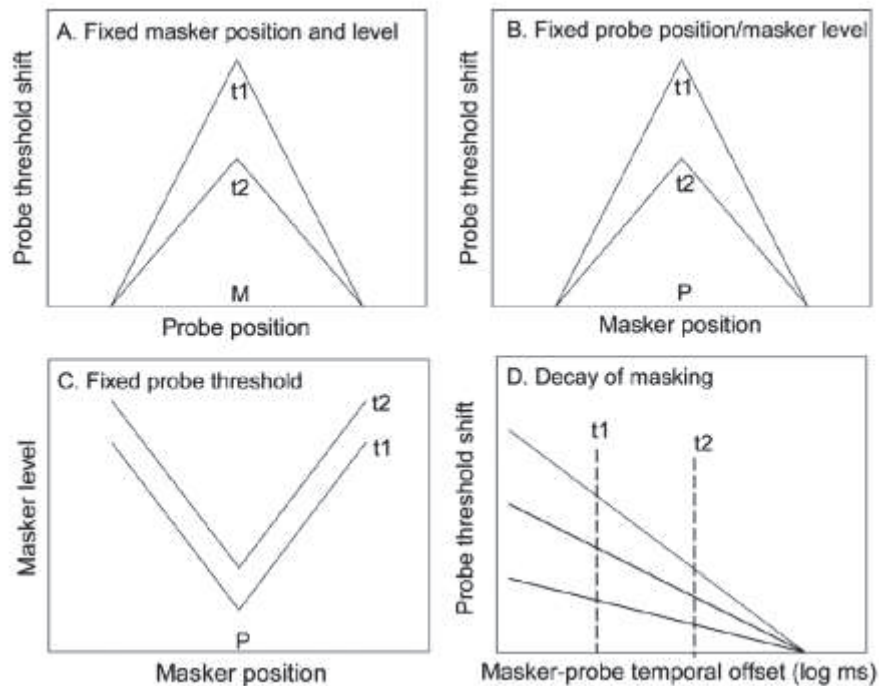 A. Fixed masker position and level
Probe threshold shift
t1
t2
M
Probe position
B. Fixed probe position/masker level
Probe threshold shift
t1
t2
P
Masker position
C. Fixed probe threshold
Masker level
t2
t1
P
Masker position
D. Decay of masking
Probe threshold shift
t1
t2
Masker-probe temporal offset (log ms)